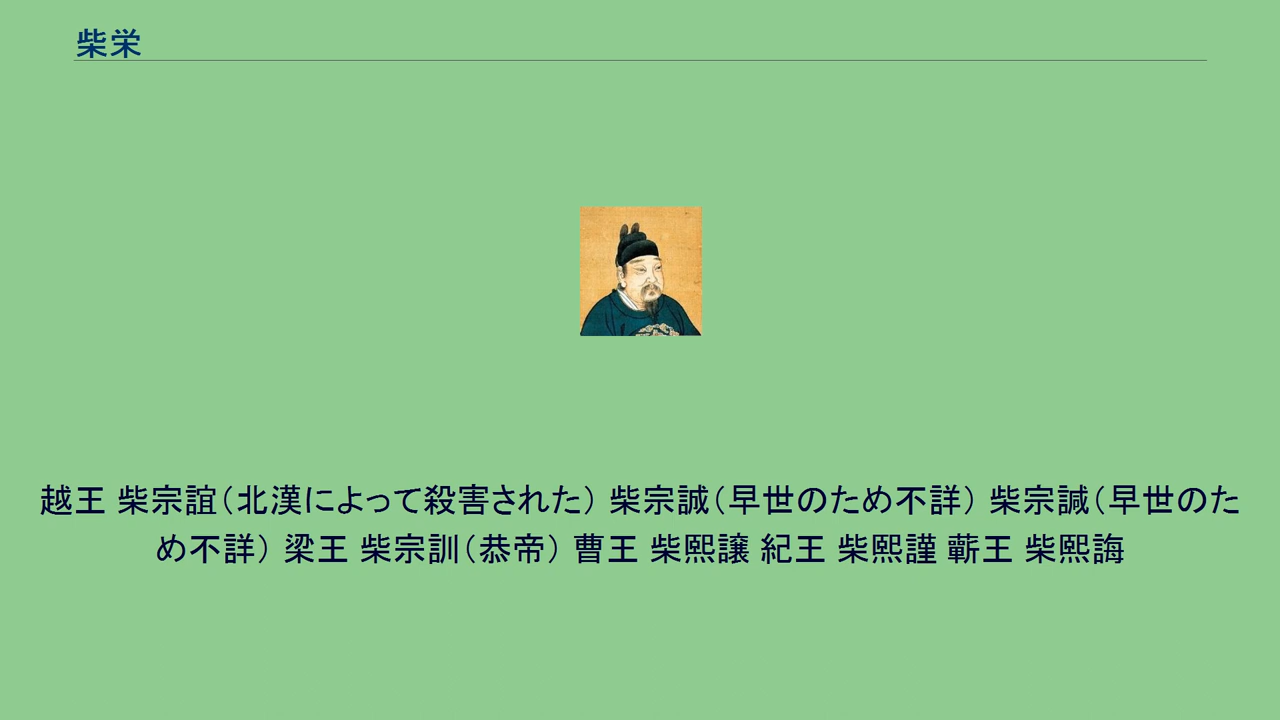 柴栄
越王 柴宗誼（北漢によって殺害された） 柴宗誠（早世のため不詳） 柴宗諴（早世のた
め不詳） 梁王 柴宗訓（恭帝） 曹王 柴熙譲 紀王 柴熙謹 蘄王 柴熙誨